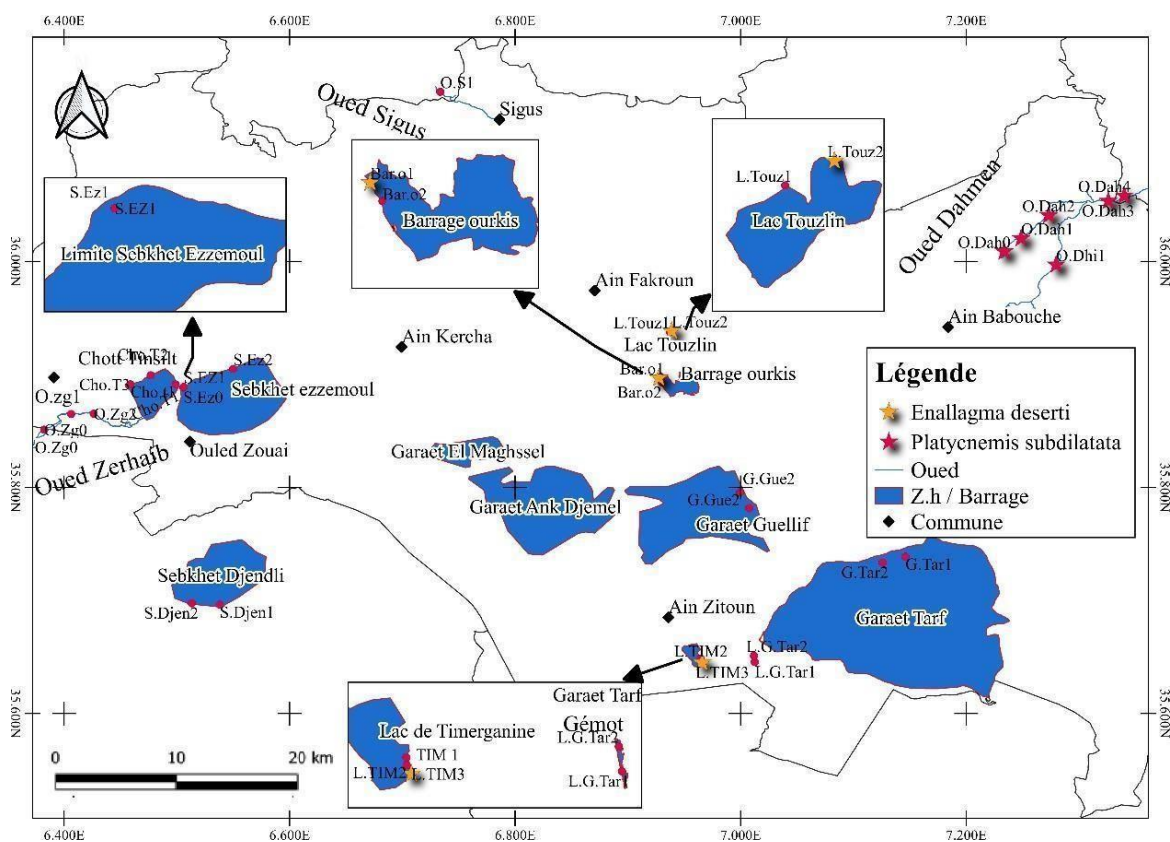 6.400E 6.600E 6.800E 7.000E 7.200E
O.S1
Sigus
Oued Sigus
Bar.o1
Bar.o2
Barrage ourkis
L.Touz2
L.Touz1
Lac Touzlin
S.Ez1
S.EZ1
Limite Sebkhet Ezzemoul
Oued Dahmen
O.Dah4
O.Dah3
O.Dah2
O.Dah1
O.Dah0
O.Dhi1
36.000N
36.000N
Ain Fakroun
Ain Kercha
Ain Babouche
L.Touz1
L.Touz2
Lac Touzlin
Bar.o1
Barrage ourkis
Bar.o2
Chott Tinsilt
Cho.T2
Cho.T3
S.Ez2
S.EZ1
S.Ez0
Sebkhet ezzemoul
O.zg1
O.Zg2
O.Zg0
O.Zg0
Oued Zerhaib
Ouled Zouai
Légende
Enallagma deserti
Platycnemis subdilatata
Oued
Z.h / Barrage
Commune
Garaet El Maghssel
Garaet Ank Djemel
G.Gue2
G.Gue2
Garaet Guellif
35.800N
35.800N
Sebkhet Djendli
S.Djen2
S.Djen1
G.Tar2
G.Tar1
Garaet Tarf
Ain Zitoun
L.TIM2
L.TIM3
L.G.Tar2
L.G.Tar1
Lac de Timerganine
TIM 1
L.TIM2
L.TIM3
Garaet Tarf
Gémot
L.G.Tar2
L.G.Tar1
35.600N
35.600N
0 10 20 km
6.400E 6.600E 6.800E 7.000E 7.200E